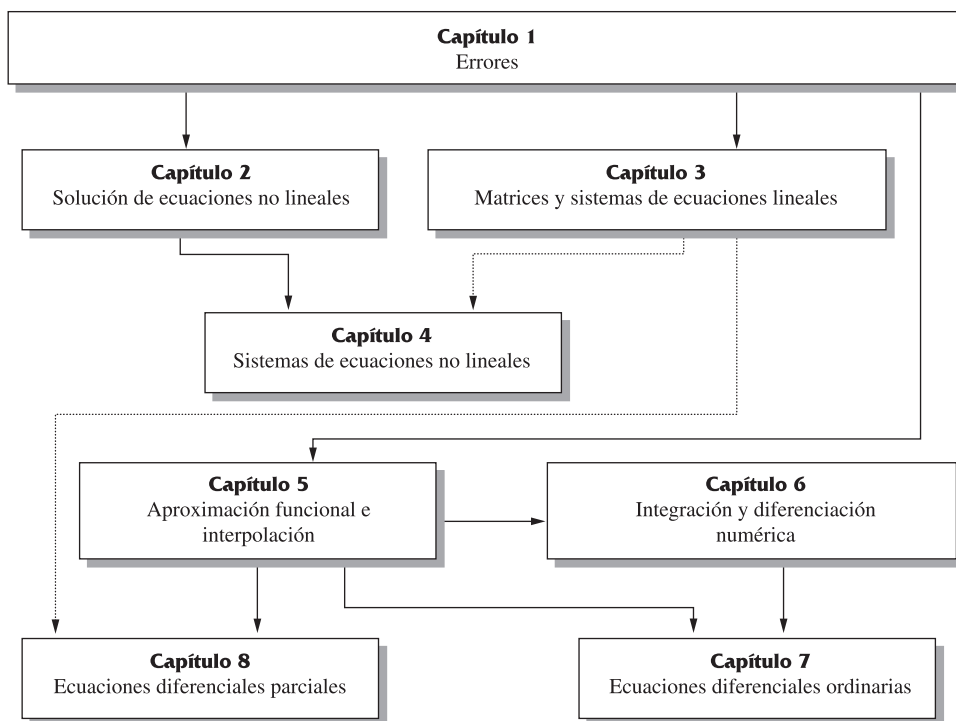 Capítulo 1
Errores
Capítulo 2
Solución de ecuaciones no lineales
Capítulo 3
Matrices y sistemas de ecuaciones lineales
Capítulo 4
Sistemas de ecuaciones no lineales
Capítulo 5
Aproximación funcional e
interpolación
Capítulo 6
Integración y diferenciación
numérica
Capítulo 8
Ecuaciones diferenciales parciales
Capítulo 7
Ecuaciones diferenciales ordinarias